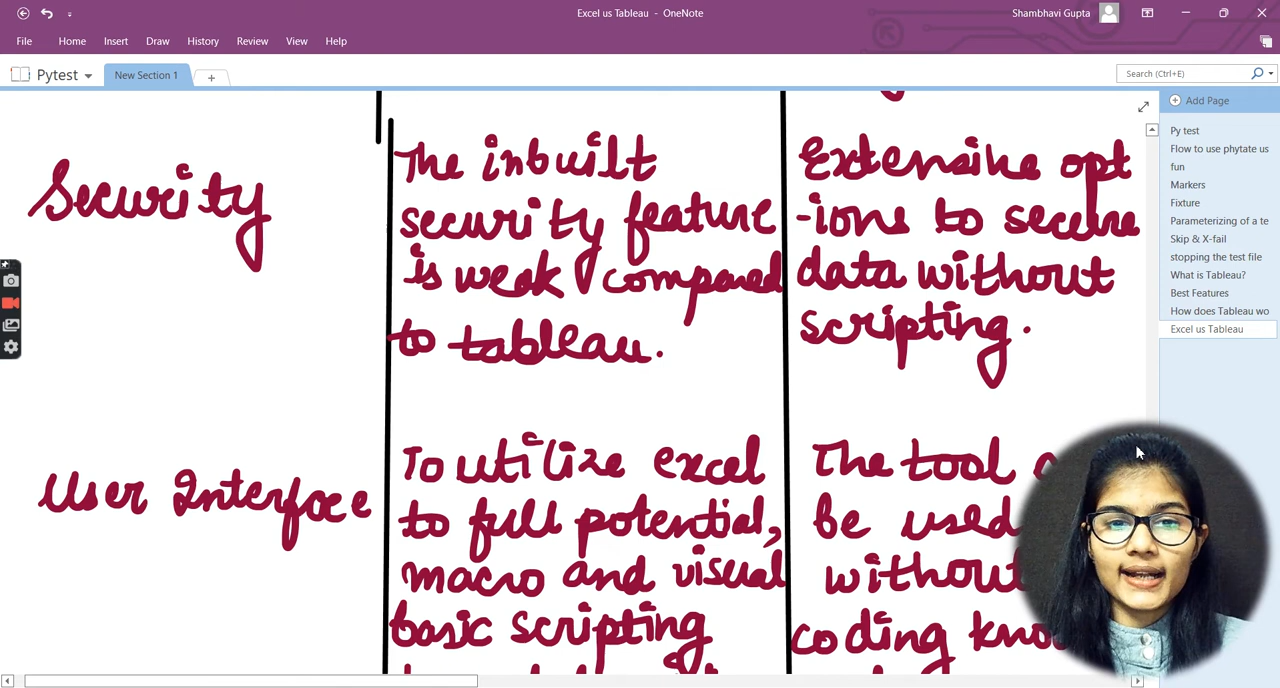 Excel us Tableau - OneNote
Shambhavi Gupta
File Home Insert Draw History Review View Help
Pytest
New Section 1
Search (Ctrl+E)
Add Page
Py test
Flow to use phytate us
fun
Markers
Fixture
Parameterizing of a te
Skip & X-fail
stopping the test file
What is Tableau?
Best Features
How does Tableau wo
Excel us Tableau
Security
The inbuilt
security feature
is weak compared
to tableau.
Extensive opt
-ions to secure
data without
scripting.
User Interface
To utilize excel
to full potential,
macro and visual
basic scripting
The tool
be used
without
coding kno